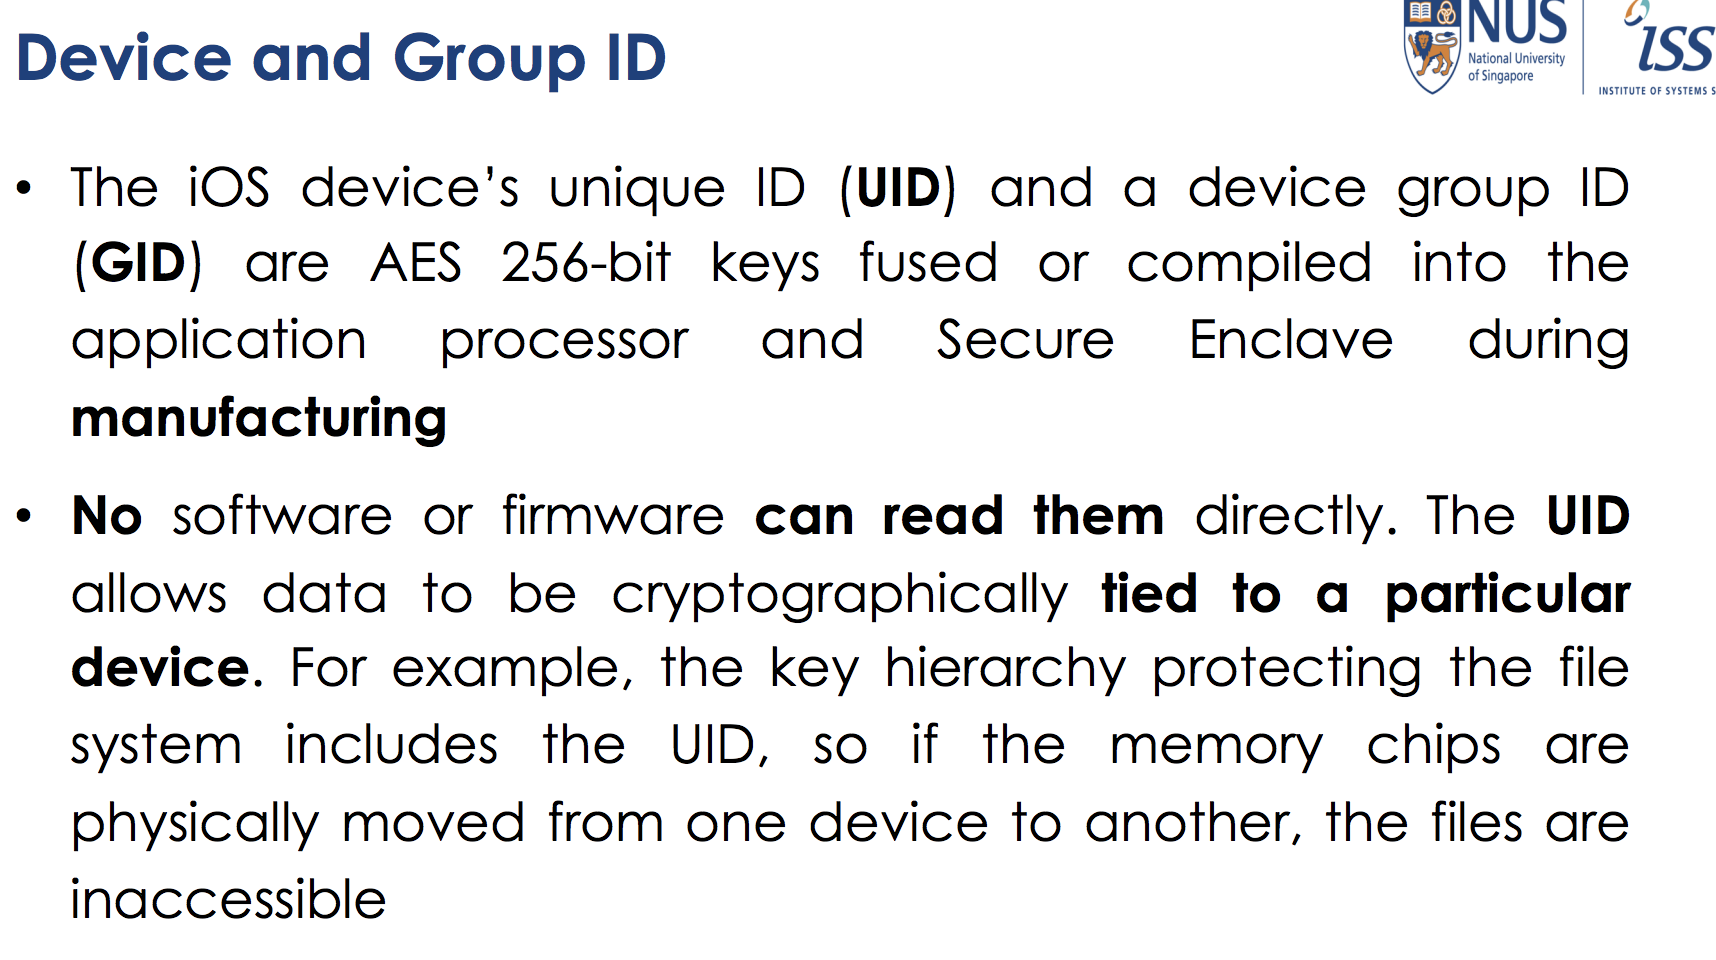 Device and Group ID
NUS
National University
of Singapore
ISS
INSTITUTE OF SYSTEMS S
• The iOS device’s unique ID (UID) and a device group ID
(GID) are AES 256-bit keys fused or compiled into the
application processor and Secure Enclave during
manufacturing
• No software or firmware can read them directly. The UID
allows data to be cryptographically tied to a particular
device. For example, the key hierarchy protecting the file
system includes the UID, so if the memory chips are
physically moved from one device to another, the files are
inaccessible